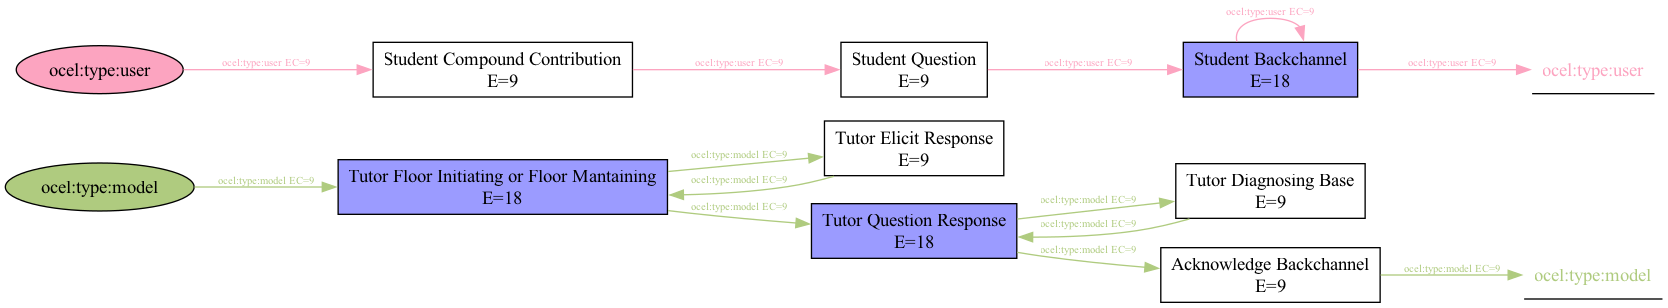 ocel:type:user EC=9
ocel:type:user
ocel:type:user EC=9
Student Compound Contribution
E=9
ocel:type:user EC=9
Student Question
E=9
ocel:type:user EC=9
Student Backchannel
E=18
ocel:type:user EC=9
ocel:type:user
ocel:type:model
ocel:type:model EC=9
Tutor Floor Initiating or Floor Mantaining
E=18
ocel:type:model EC=9
ocel:type:model EC=9
ocel:type:model EC=9
Tutor Elicit Response
E=9
Tutor Question Response
E=18
ocel:type:model EC=9
ocel:type:model EC=9
ocel:type:model EC=9
Tutor Diagnosing Base
E=9
Acknowledge Backchannel
E=9
ocel:type:model EC=9
ocel:type:model